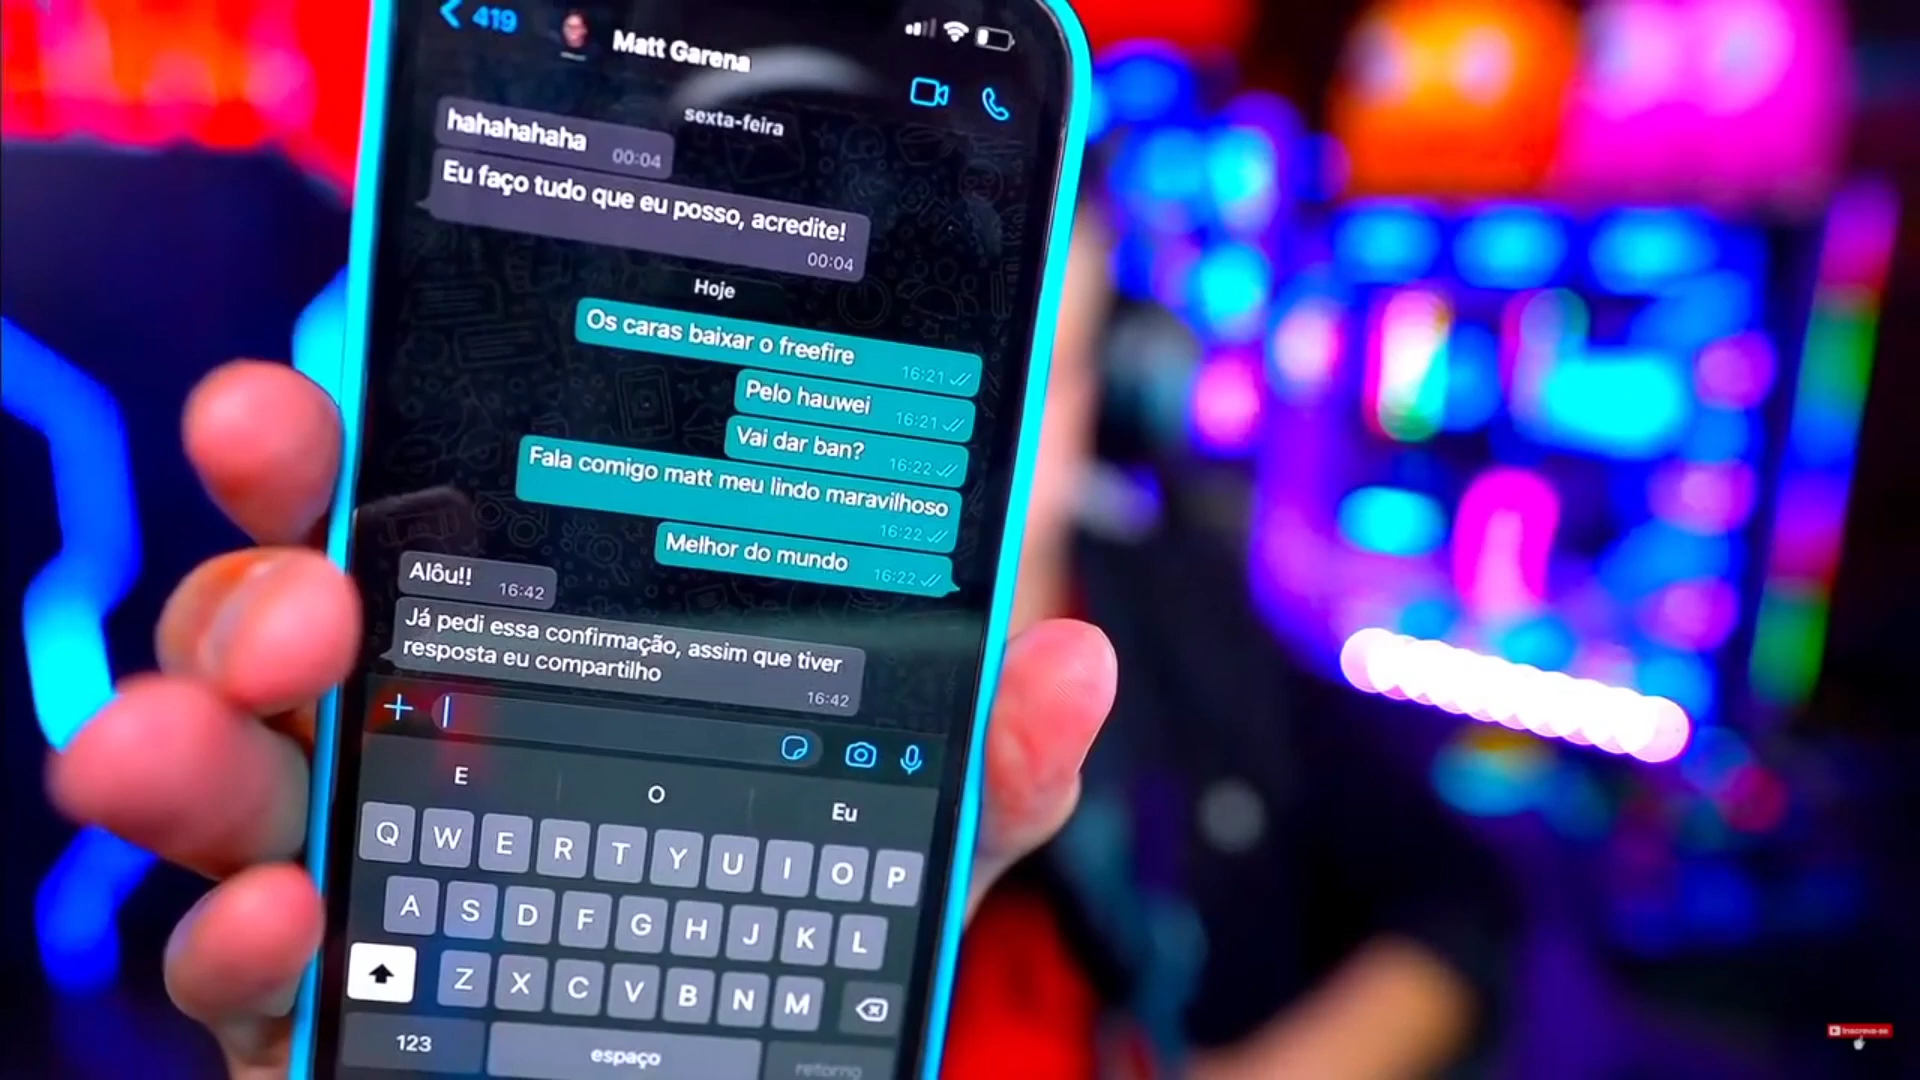 419
Matt Garena
sexta-feira
hahahahaha
00:04
Eu faço tudo que eu posso, acredite!
00:04
Hoje
Os caras baixar o freefire
16:21
Pelo hauwei
16:21
Vai dar ban?
16:22
Fala comigo matt meu lindo maravilhoso
16:22
Melhor do mundo
16:22
Alôu!!
16:42
Já pedi essa confirmação, assim que tiver
resposta eu compartilho
16:42
E O Eu
Q W E R T Y U I O P
A S D F G H J K L
Z X C V B N M
123 espaço retorno
Inscreva-se